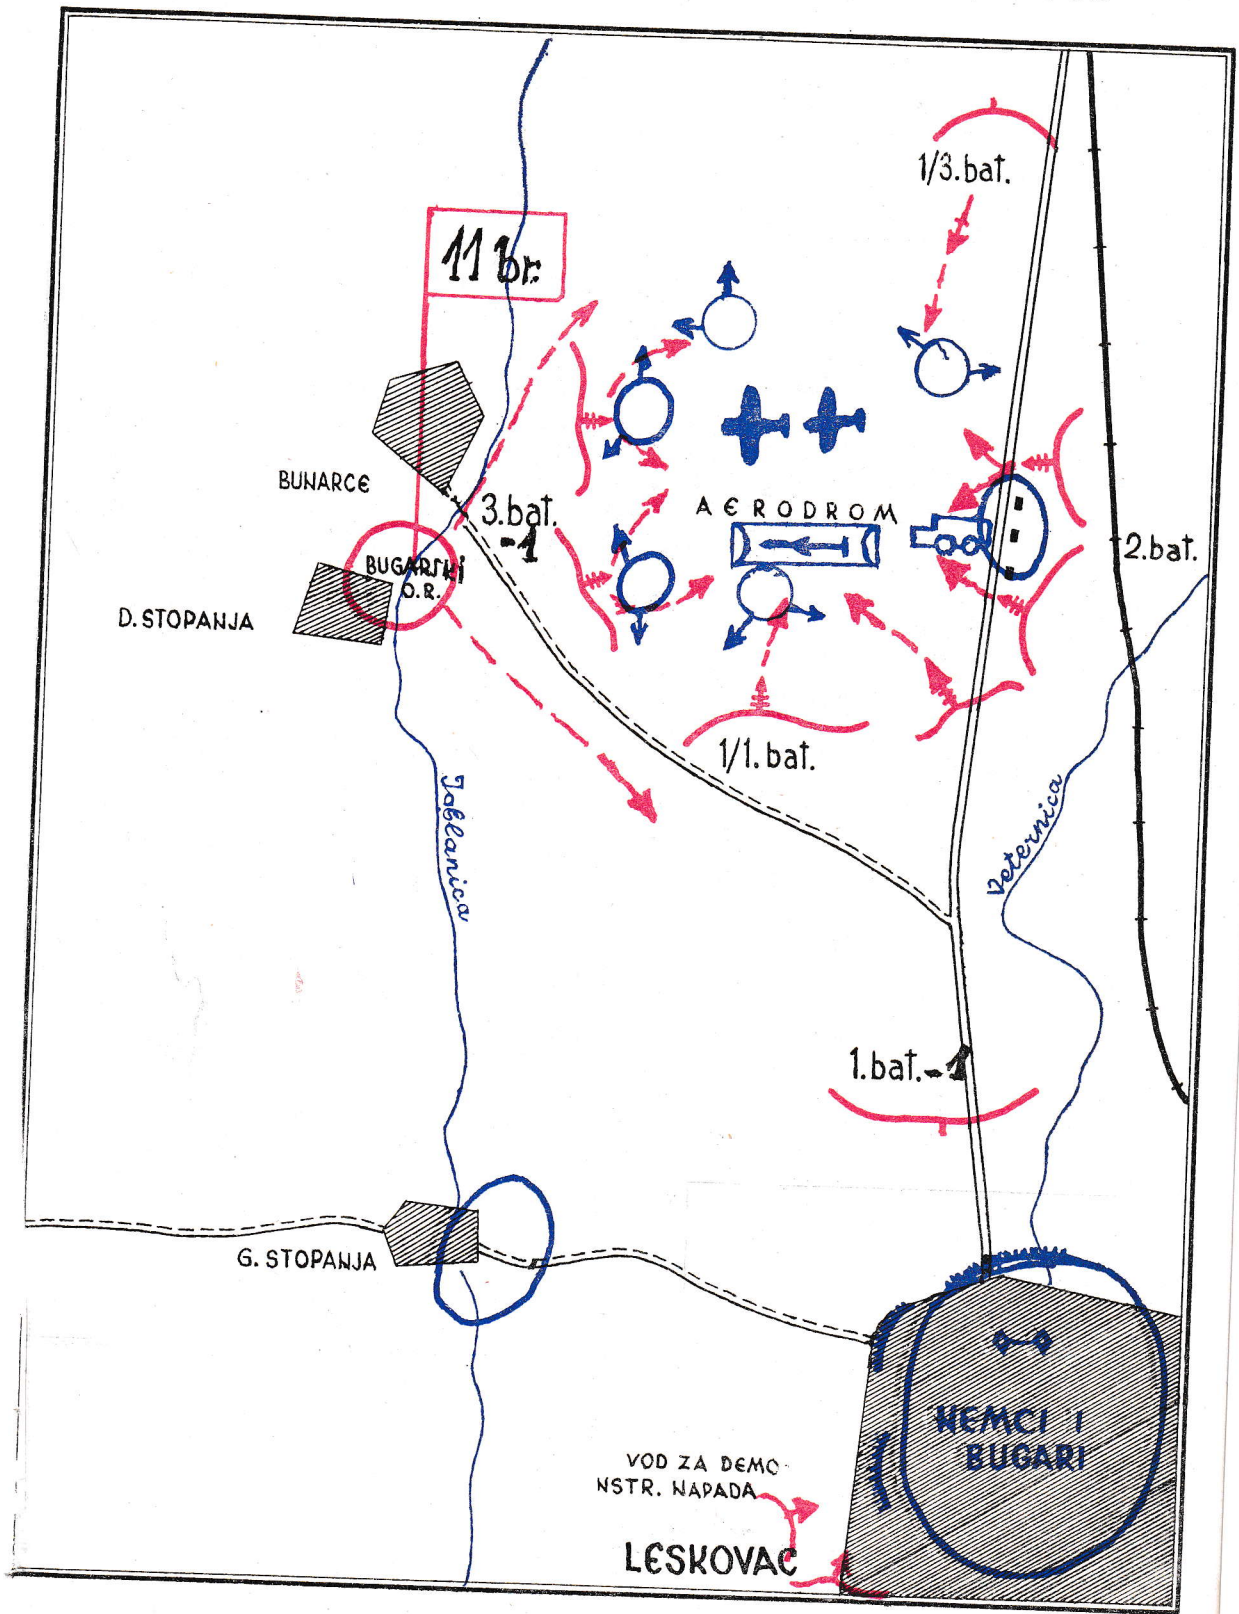 1/3.bat.
11 br.
BUNARCE
3.bat.
-1
AERODROM
2.bat.
BUGARSKI
O.R.
D. STOPANJA
1/1. bat.
Jablanica
Veternica
1.bat.-1
G. STOPANJA
NEMCI I
BUGARI
VOD ZA DEMO-
NSTR. NAPADA
LESKOVAC